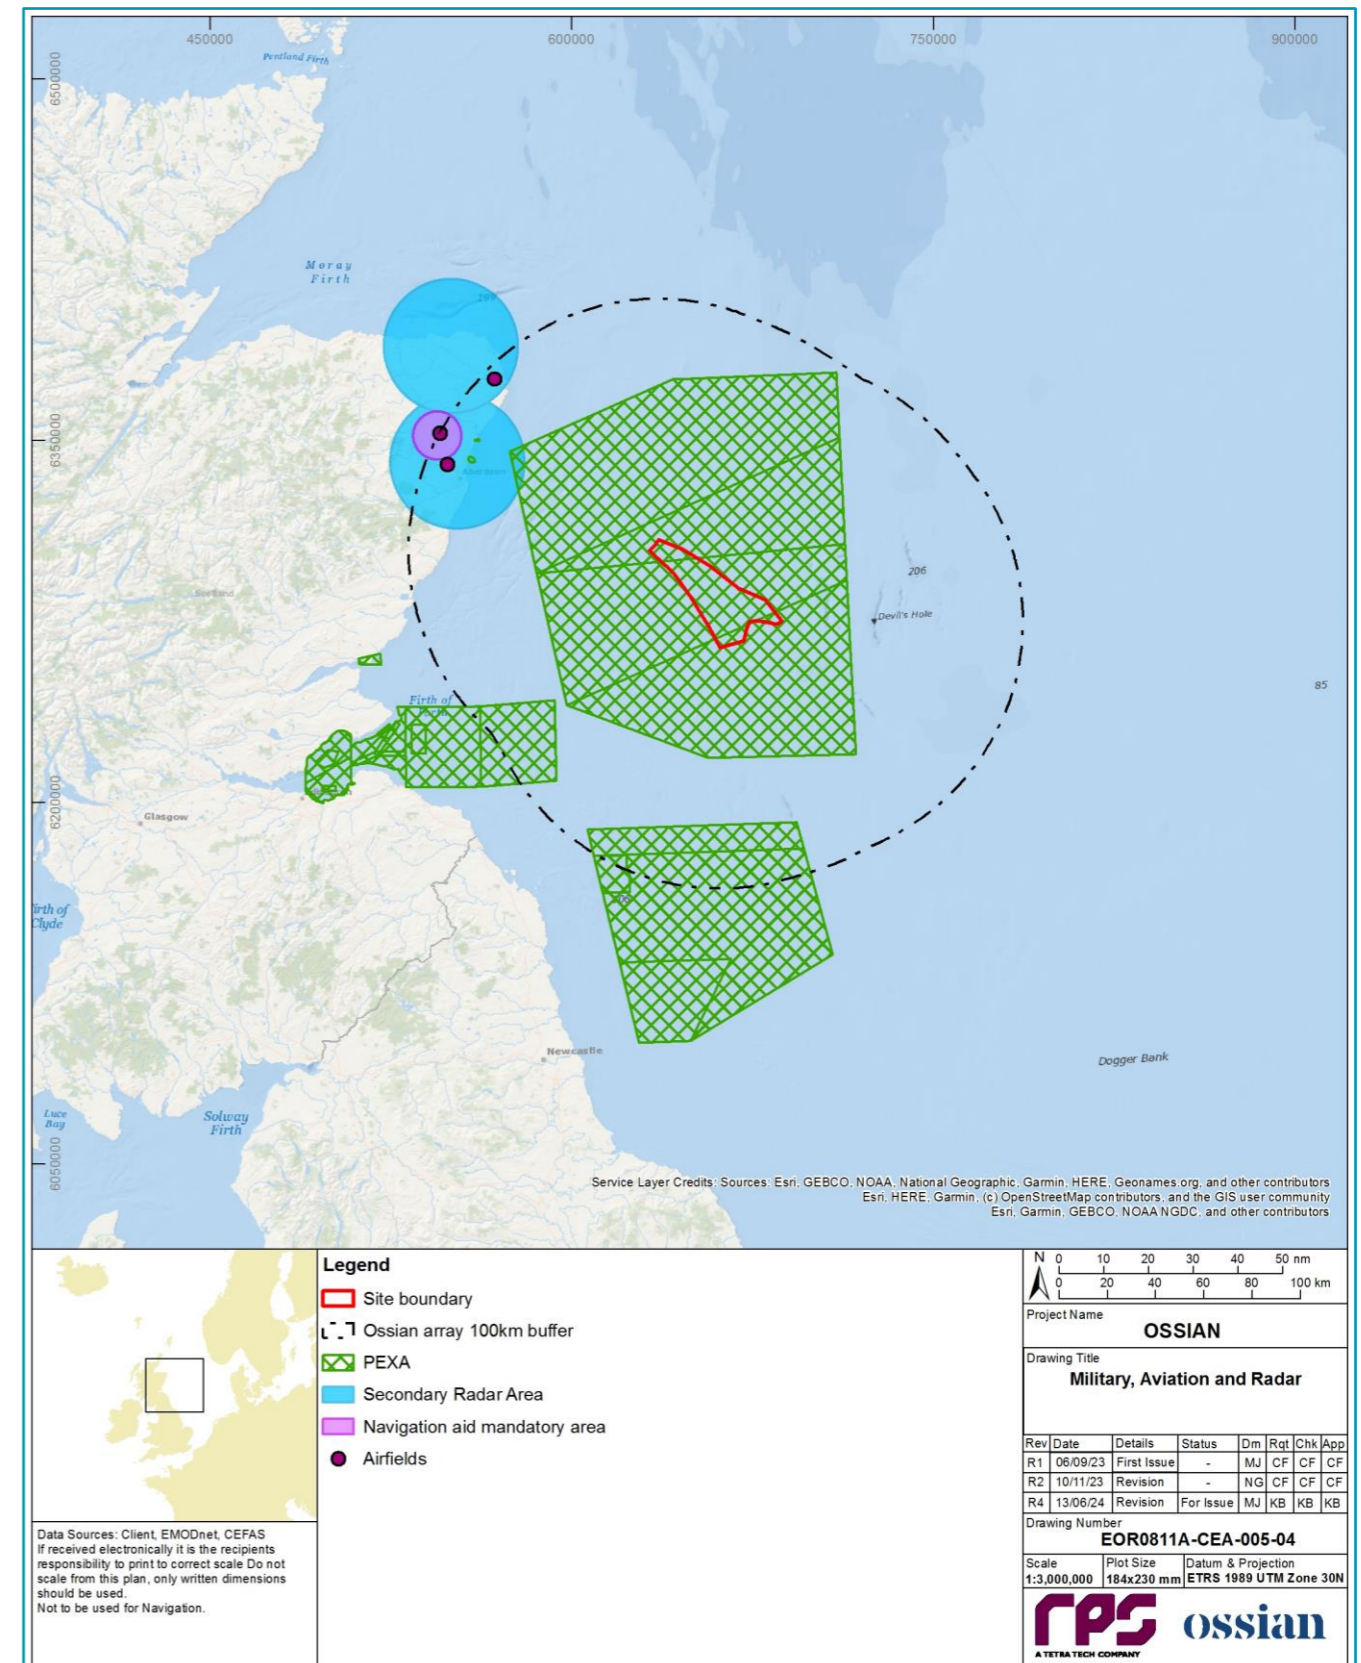 450000
600000
750000
900000
Pentland Firth
6500000
Moray
Firth
199
6350000
Aberdeen
206
Devil's Hole
Scotland
Firth of
Forth
85
6200000
Glasgow
Firth of
Clyde
Newcastle
Dogger Bank
Luce
Bay
Solway
Firth
6050000
Service Layer Credits: Sources: Esri, GEBCO, NOAA, National Geographic, Garmin, HERE, Geonames.org, and other contributors
Esri, HERE, Garmin, (c) OpenStreetMap contributors, and the GIS user community
Esri, Garmin, GEBCO, NOAA NGDC, and other contributors
Legend
Site boundary
Ossian array 100km buffer
PEXA
Secondary Radar Area
Navigation aid mandatory area
Airfields
Data Sources: Client, EMODnet, CEFAS
If received electronically it is the recipients
responsibility to print to correct scale Do not
scale from this plan, only written dimensions
should be used.
Not to be used for Navigation.
N 0 10 20 30 40 50 nm
0 20 40 60 80 100 km
Project Name
OSSIAN
Drawing Title
Military, Aviation and Radar
Rev Date Details Status Dm Rqt Chk App
R1 06/09/23 First Issue - MJ CF CF CF
R2 10/11/23 Revision - NG CF CF CF
R4 13/06/24 Revision For Issue MJ KB KB KB
Drawing Number
EOR0811A-CEA-005-04
Scale Plot Size Datum & Projection
1:3,000,000 184x230 mm ETRS 1989 UTM Zone 30N
rps ossian
A TETRA TECH COMPANY